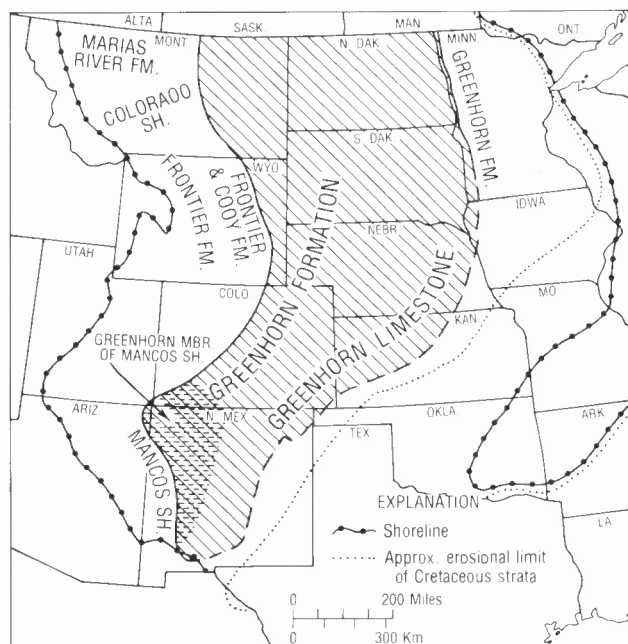 ALTA
SASK.
MAN
ONT.
MARIAS
RIVER FM.
MONT.
N DAK
MINN.
GREENHORN FM.
COLORAOO
SH.
S DAK
WYO
FRONTIER
& COOY FM.
FRONTIER FM.
IDWA
NEBR
UTAH
COLO
MO.
KAN.
GREENHORN FORMATION
GREENHORN LIMESTONE
GREENHORN MBR.
OF MANCOS SH.
ARIZ.
N MEX
OKLA.
ARK.
TEX
MANCOS SH
LA.
EXPLANATION
Shoreline
Approx. erosional limit
of Cretaceous strata
0 200 Miles
0 300 Km